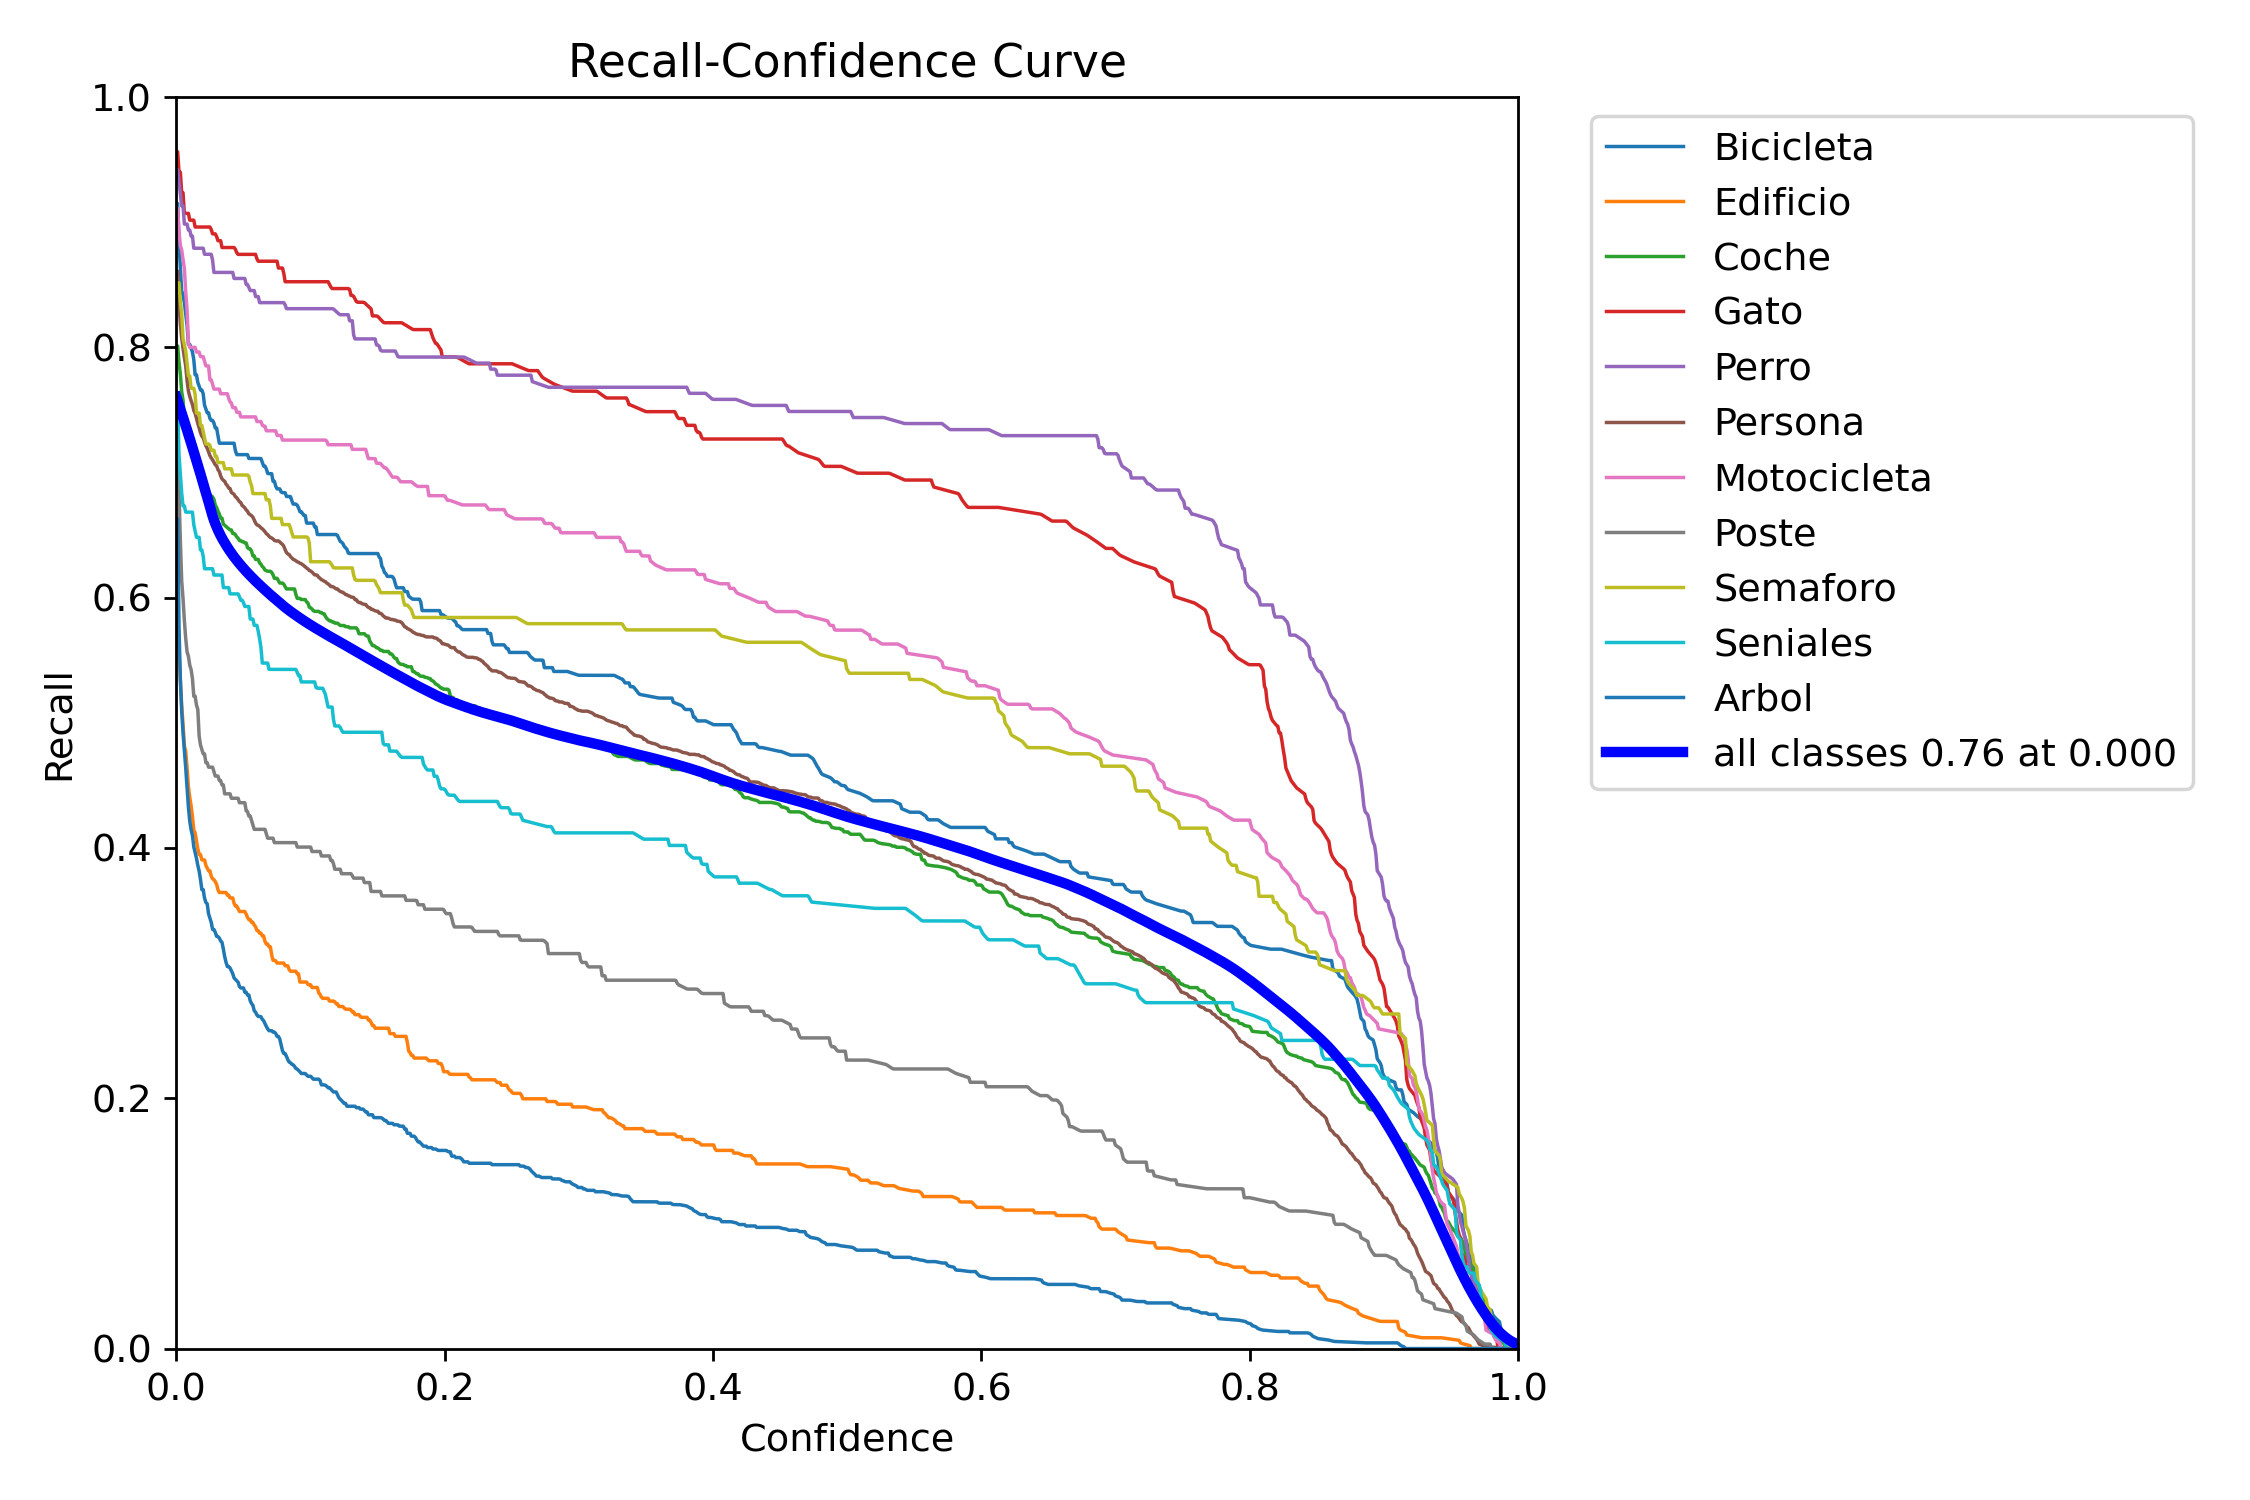 Recall-Confidence Curve
1.0
0.8
0.6
0.4
0.2
0.0
Recall
0.0 0.2 0.4 0.6 0.8 1.0
Confidence
Bicicleta
Edificio
Coche
Gato
Perro
Persona
Motocicleta
Poste
Semaforo
Seniales
Arbol
all classes 0.76 at 0.000